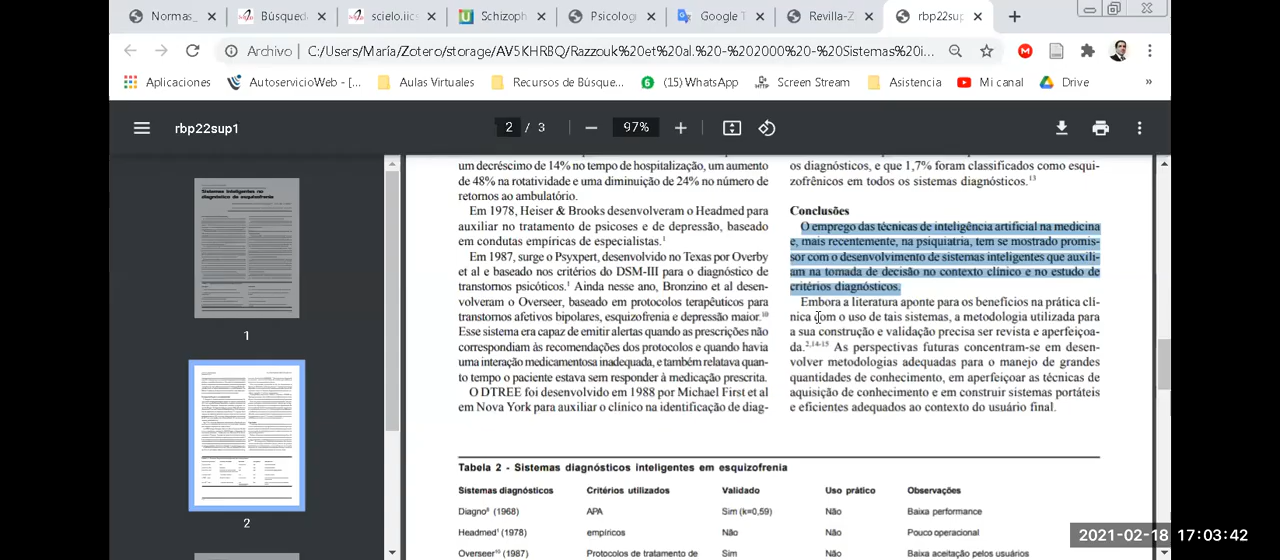 Normas_
Búsqued
scielo.iic
Schizoph
Psicolog
Google T
Revilla-Z
rbp22sup
Archivo | C:/Users/María/Zotero/storage/AV5KHRBQ/Razzouk%20et%20al.%20-%202000%20-%20Sistemas%20i...
Aplicaciones
AutoservicioWeb - [...
Aulas Virtuales
Recursos de Búsque...
(15) WhatsApp
Screen Stream
Asistencia
Mi canal
Drive
»
rbp22sup1
2 / 3
97%
1
2
um decréscimo de 14% no tempo de hospitalização, um aumento
de 48% na rotatividade e uma diminuição de 24% no número de
retornos ao ambulatório.
Em 1978, Heiser & Brooks desenvolveram o Headmed para
auxiliar no tratamento de psicoses e de depressão, baseado
em condutas empíricas de especialistas.¹
Em 1987, surge o Psyxpert, desenvolvido no Texas por Overby
et al e baseado nos critérios do DSM-III para o diagnóstico de
transtornos psicóticos.¹ Ainda nesse ano, Bronzino et al desen-
volveram o Overseer, baseado em protocolos terapêuticos para
transtornos afetivos bipolares, esquizofrenia e depressão maior.¹⁰
Esse sistema era capaz de emitir alertas quando as prescrições não
correspondiam às recomendações dos protocolos e quando havia
uma interação medicamentosa inadequada, e também relatava quan-
to tempo o paciente estava sem responder à medicação prescrita.
O DTREE foi desenvolvido em 1988 por Michael First et al
em Nova York para auxiliar o clínico na identificação de diag-
os diagnósticos, e que 1,7% foram classificados como esqui-
zofrênicos em todos os sistemas diagnósticos.¹³
Conclusões
O emprego das técnicas de inteligência artificial na medicina
e, mais recentemente, na psiquiatria, tem se mostrado promis-
sor com o desenvolvimento de sistemas inteligentes que auxili-
am na tomada de decisão no contexto clínico e no estudo de
critérios diagnósticos.
Embora a literatura aponte para os benefícios na prática clí-
nica com o uso de tais sistemas, a metodologia utilizada para
a sua construção e validação precisa ser revista e aperfeiçoa-
da.²,¹⁴⁻¹⁵ As perspectivas futuras concentram-se em desen-
volver metodologias adequadas para o manejo de grandes
quantidades de conhecimento, em aperfeiçoar as técnicas de
aquisição de conhecimento e em construir sistemas portáteis
e eficientes adequados ao contexto do usuário final.
Tabela 2 - Sistemas diagnósticos inteligentes em esquizofrenia
Sistemas diagnósticos Critérios utilizados Validado Uso prático Observações
Diagno⁸ (1968) APA Sim (k=0,59) Não Baixa performance
Headmed¹ (1978) empíricos Não Não Pouco operacional
Overseer¹⁰ (1987) Protocolos de tratamento de Sim Não Baixa aceitação pelos usuários
2021-02-18 17:03:42